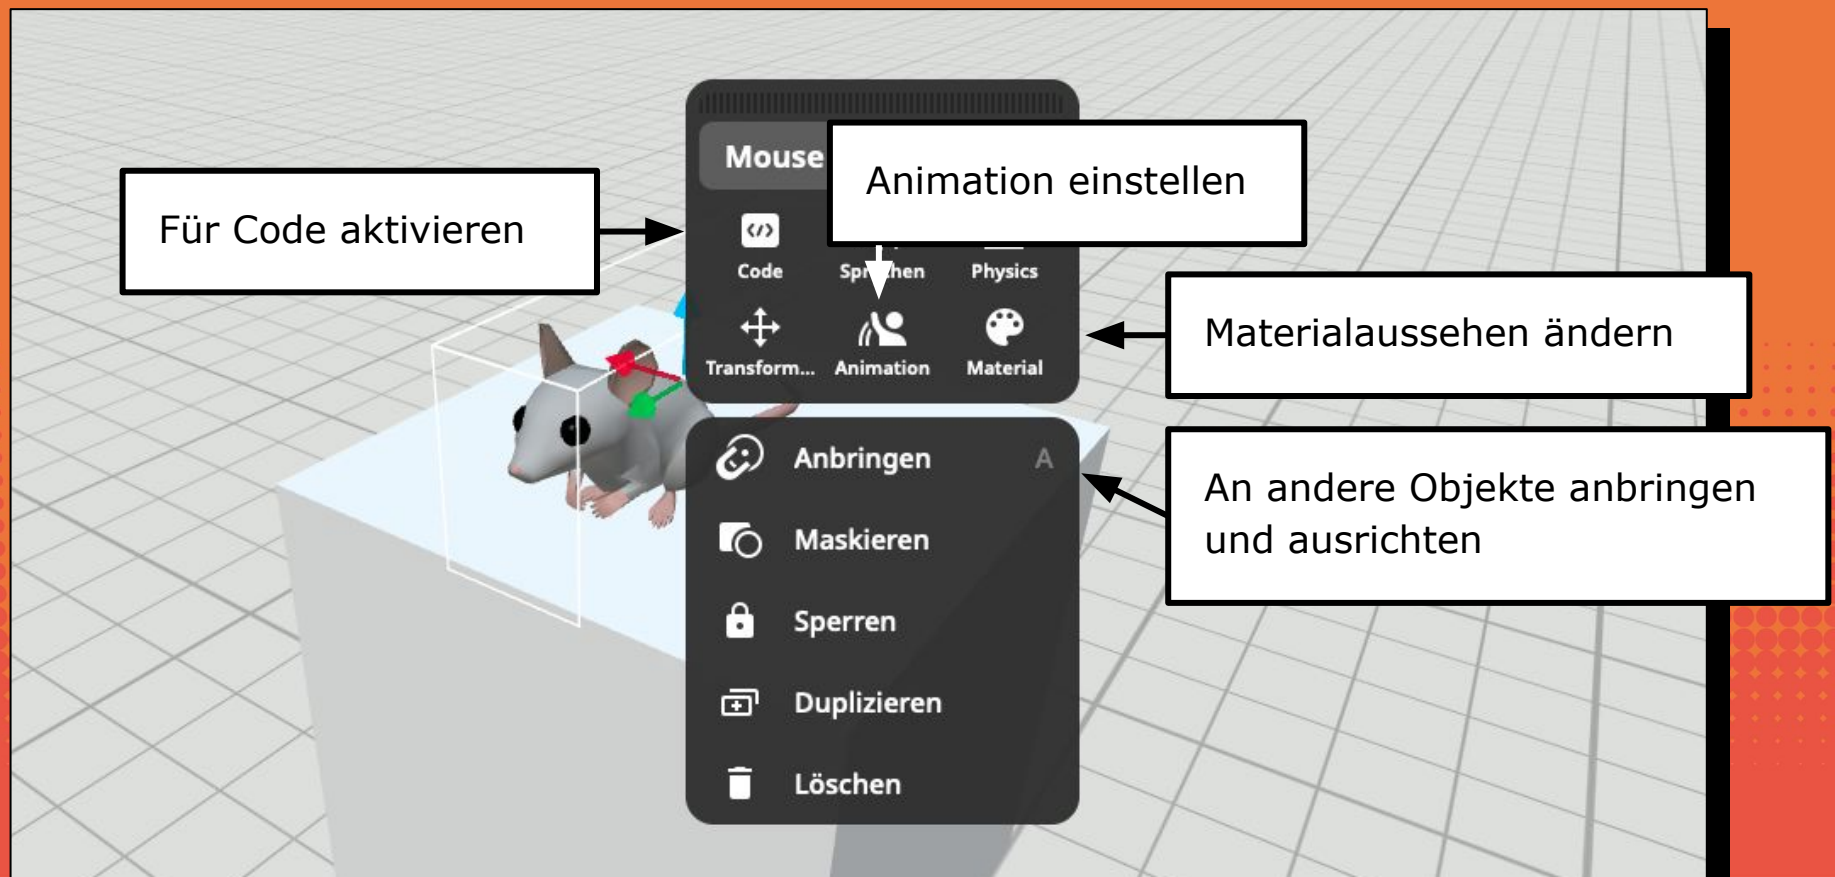 Mouse
Animation einstellen
Für Code aktivieren
Code
Physics
Materialaussehen ändern
Transform...
Animation
Material
Anbringen
A
An andere Objekte anbringen
und ausrichten
Maskieren
Sperren
Duplizieren
Löschen